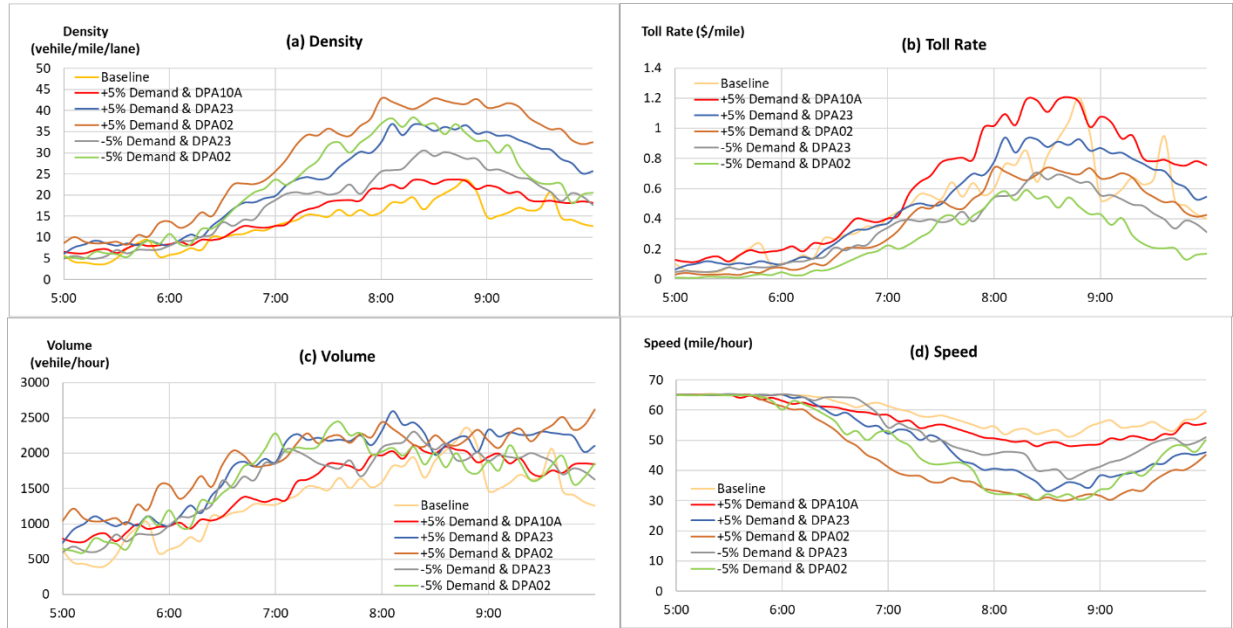 Density
(vehile/mile/lane)
(a) Density
50
45
40
35
30
25
20
15
10
5
0
Baseline
+5% Demand & DPA10A
+5% Demand & DPA23
+5% Demand & DPA02
-5% Demand & DPA23
-5% Demand & DPA02
5:00 6:00 7:00 8:00 9:00
Toll Rate ($/mile)
(b) Toll Rate
1.4
1.2
1
0.8
0.6
0.4
0.2
0
Baseline
+5% Demand & DPA10A
+5% Demand & DPA23
+5% Demand & DPA02
-5% Demand & DPA23
-5% Demand & DPA02
5:00 6:00 7:00 8:00 9:00
Volume
(vehile/hour)
(c) Volume
3000
2500
2000
1500
1000
500
0
Baseline
+5% Demand & DPA10A
+5% Demand & DPA23
+5% Demand & DPA02
-5% Demand & DPA23
-5% Demand & DPA02
5:00 6:00 7:00 8:00 9:00
Speed (mile/hour)
(d) Speed
70
60
50
40
30
20
10
0
Baseline
+5% Demand & DPA10A
+5% Demand & DPA23
+5% Demand & DPA02
-5% Demand & DPA23
-5% Demand & DPA02
5:00 6:00 7:00 8:00 9:00